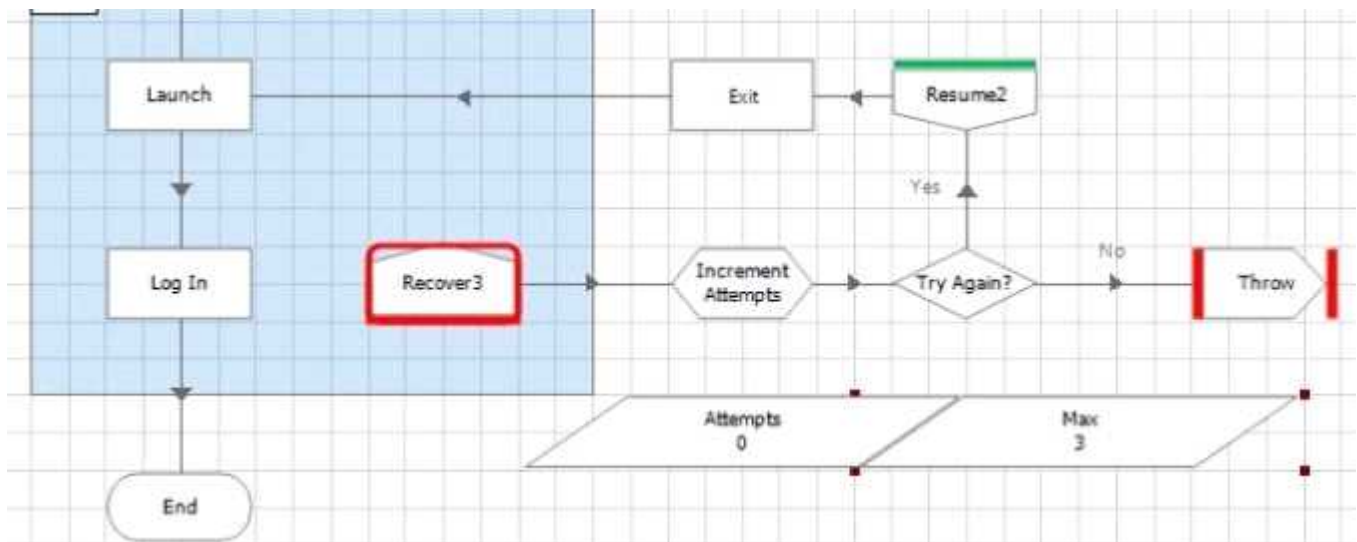 Launch
Exit
Resume2
Yes
Log In
Recover3
Increment
Attempts
Try Again?
No
Throw
Attempts
0
Max
3
End